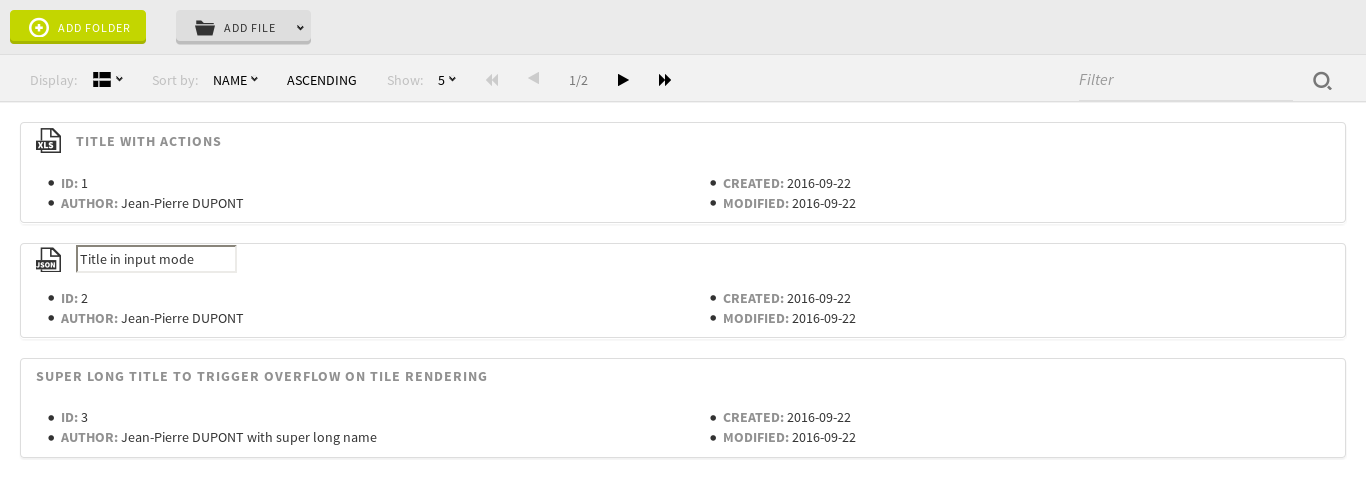 ADD FOLDER ADD FILE
Display: Sort by: NAME ASCENDING Show: 5 1/2 Filter
XLS TITLE WITH ACTIONS
ID: 1 CREATED: 2016-09-22
AUTHOR: Jean-Pierre DUPONT MODIFIED: 2016-09-22
JSON Title in input mode
ID: 2 CREATED: 2016-09-22
AUTHOR: Jean-Pierre DUPONT MODIFIED: 2016-09-22
SUPER LONG TITLE TO TRIGGER OVERFLOW ON TILE RENDERING
ID: 3 CREATED: 2016-09-22
AUTHOR: Jean-Pierre DUPONT with super long name MODIFIED: 2016-09-22